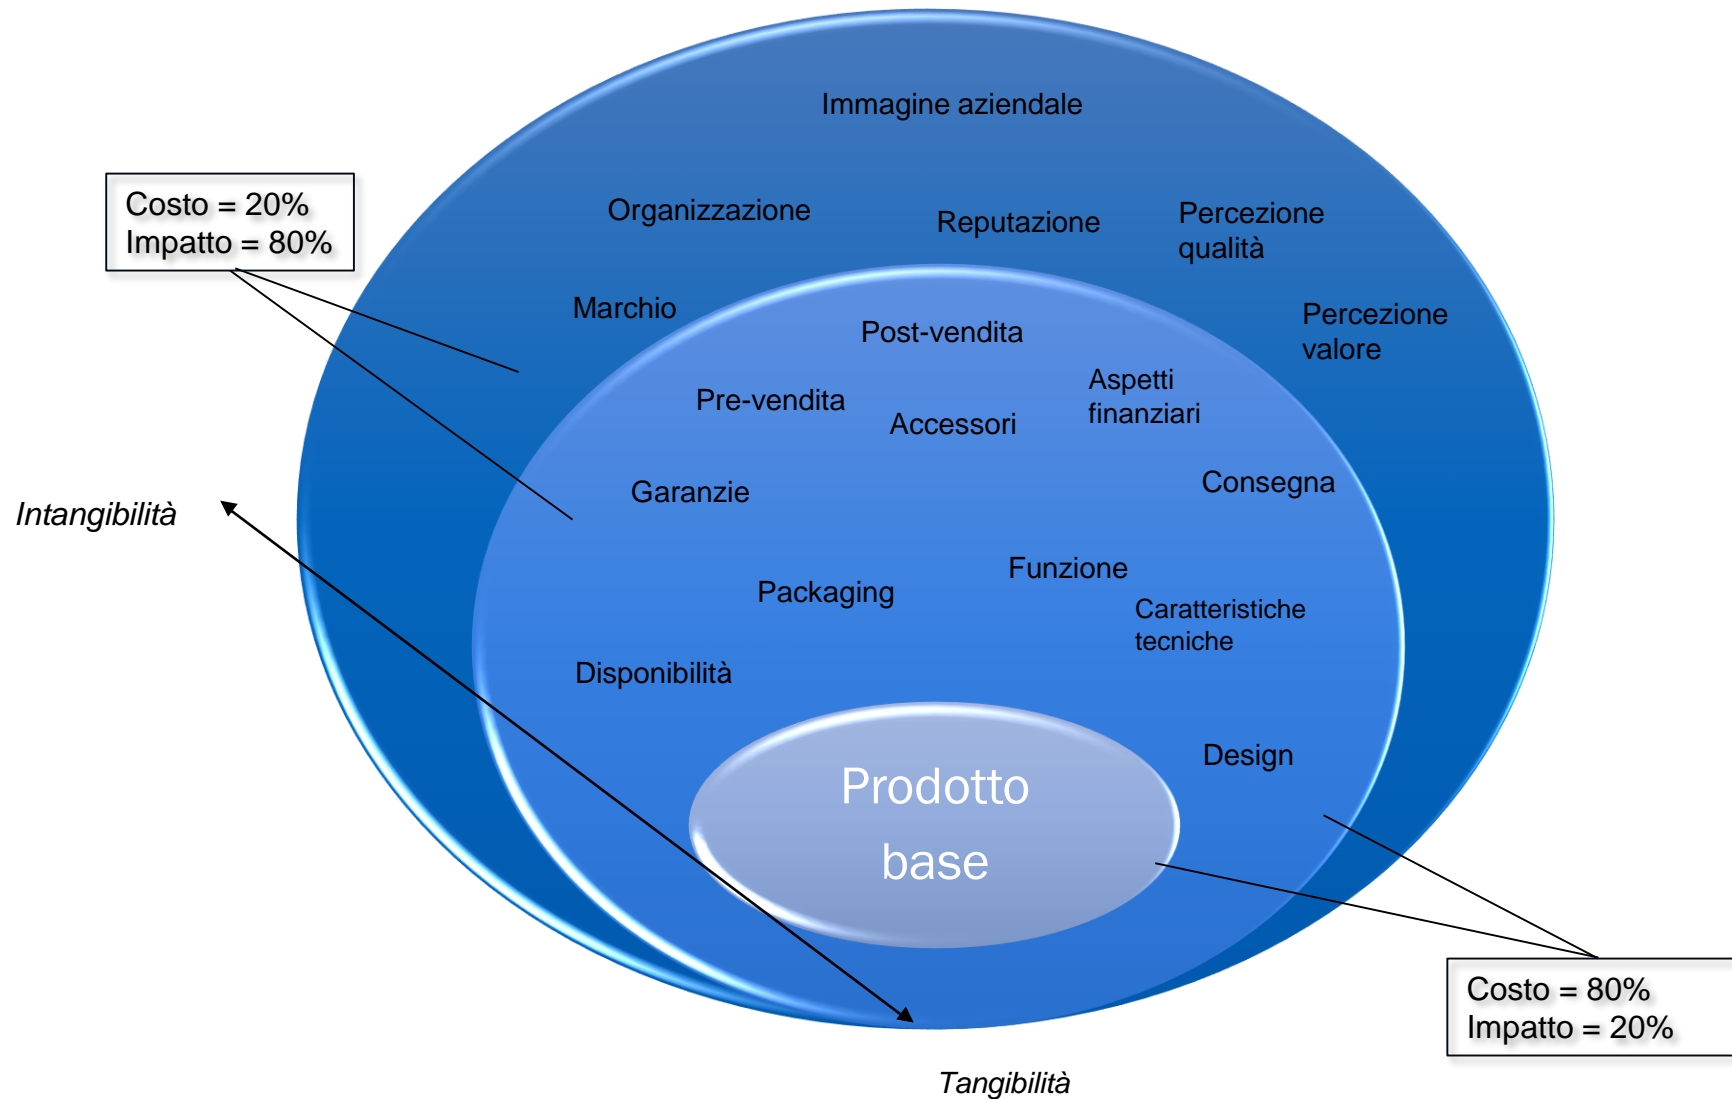 Immagine aziendale
Costo = 20%
Impatto = 80%
Organizzazione
Reputazione
Percezione
qualità
Marchio
Percezione
valore
Post-vendita
Pre-vendita
Accessori
Aspetti
finanziari
Garanzie
Consegna
Intangibilità
Packaging
Funzione
Caratteristiche
tecniche
Disponibilità
Design
Prodotto
base
Costo = 80%
Impatto = 20%
Tangibilità